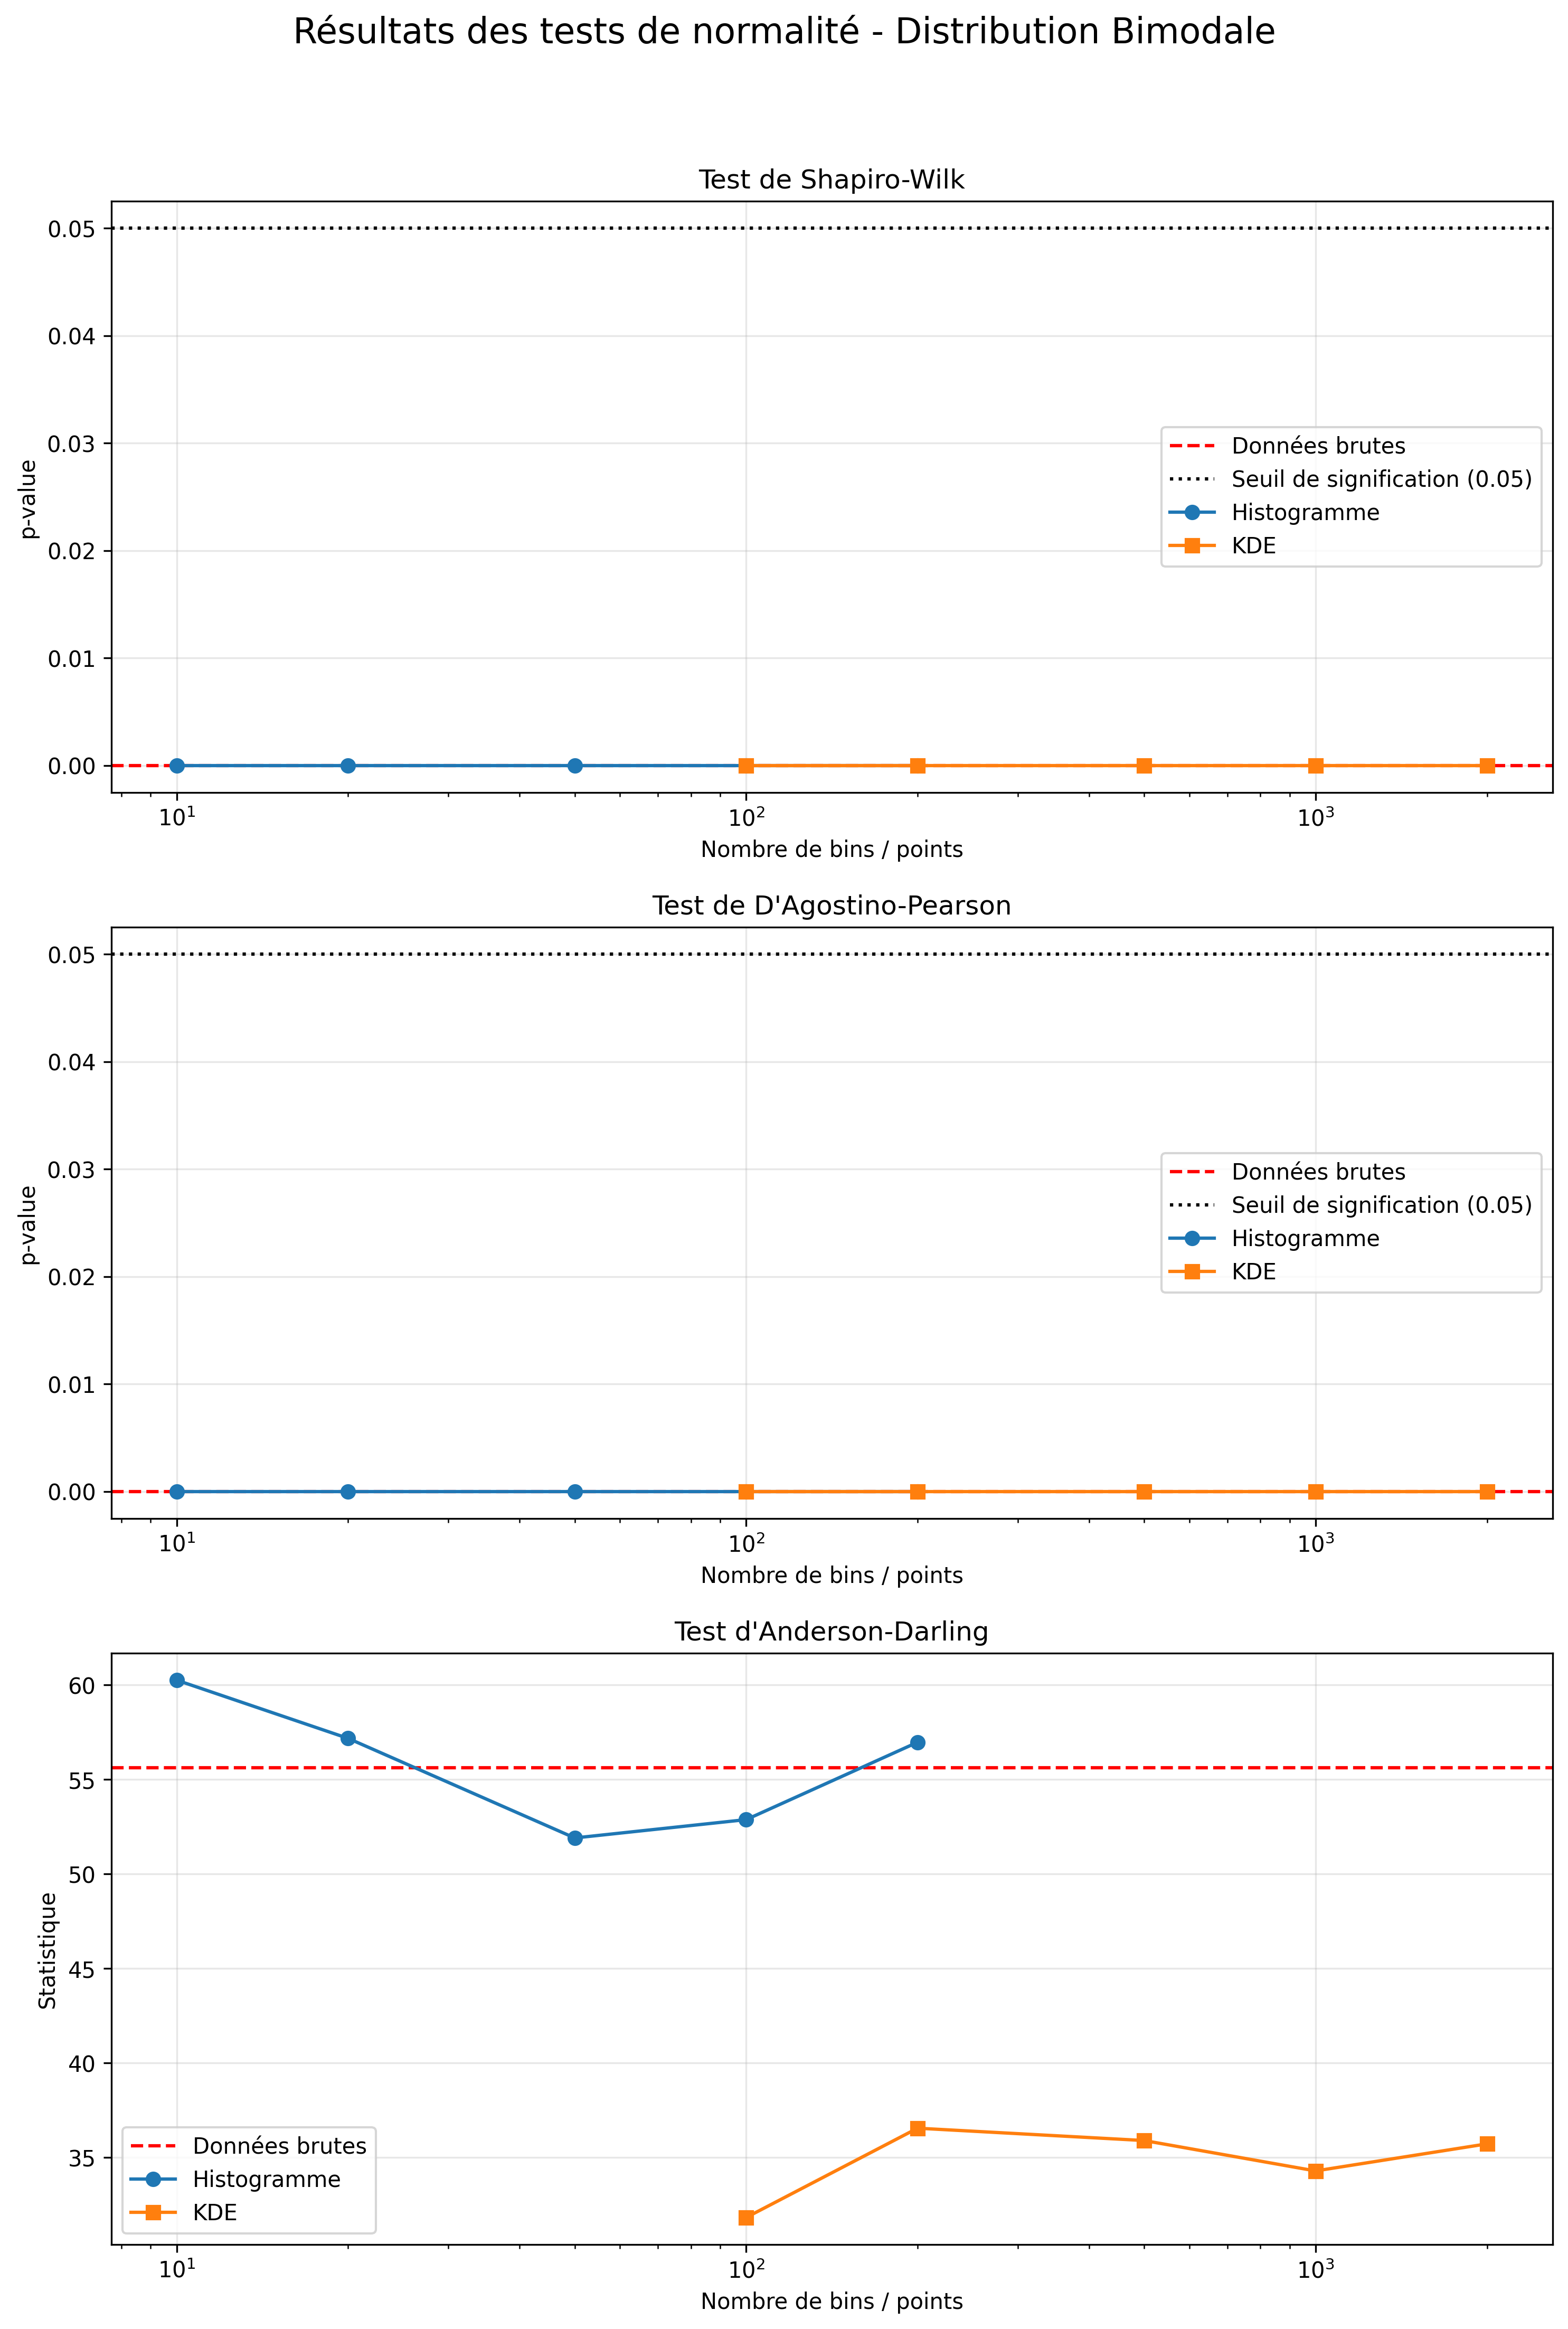 Résultats des tests de normalité - Distribution Bimodale
Test de Shapiro-Wilk
0.05
0.04
0.03
0.02
0.01
0.00
p-value
Données brutes
Seuil de signification (0.05)
Histogramme
KDE
10¹
10²
10³
Nombre de bins / points
Test de D'Agostino-Pearson
0.05
0.04
0.03
0.02
0.01
0.00
p-value
Données brutes
Seuil de signification (0.05)
Histogramme
KDE
10¹
10²
10³
Nombre de bins / points
Test d'Anderson-Darling
60
55
50
45
40
35
Statistique
Données brutes
Histogramme
KDE
10¹
10²
10³
Nombre de bins / points